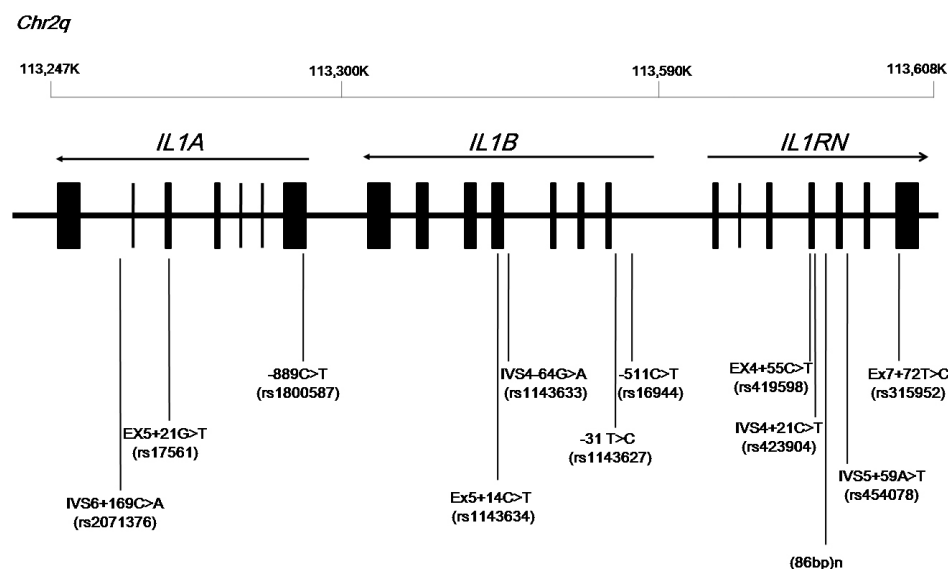 Chr2q
113,247K 113,300K 113,590K 113,608K
IL1A IL1B IL1RN
-889C>T
(rs1800587)
IVS4-64G>A
(rs1143633)
-511C>T
(rs16944)
EX4+55C>T
(rs419598)
Ex7+72T>C
(rs315952)
EX5+21G>T
(rs17561)
-31 T>C
(rs1143627)
IVS4+21C>T
(rs423904)
IVS6+169C>A
(rs2071376)
Ex5+14C>T
(rs1143634)
IVS5+59A>T
(rs454078)
(86bp)n